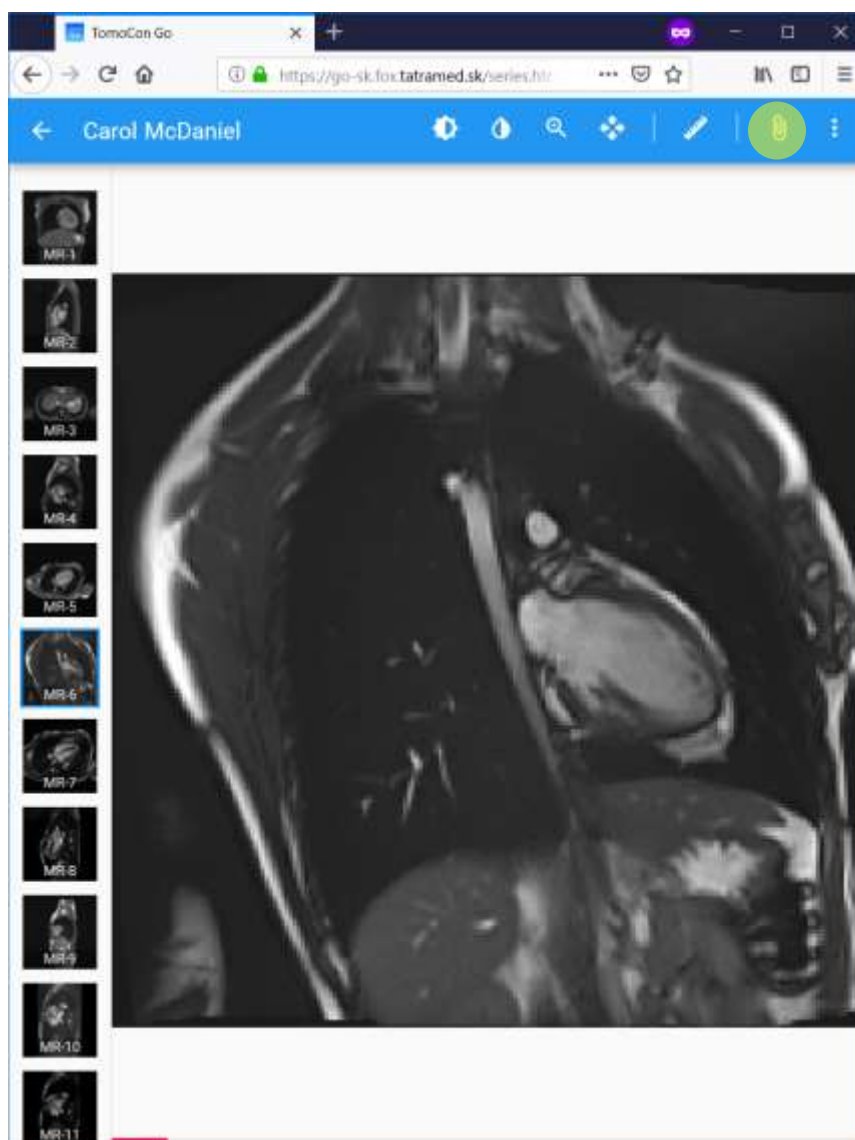 TomoCon Go
https://go-sk.fox.tatramed.sk/series.ht
Carol McDaniel
MR-1
MR-2
MR-3
MR-4
MR-5
MR-6
MR-7
MR-8
MR-9
MR-10
MR-11